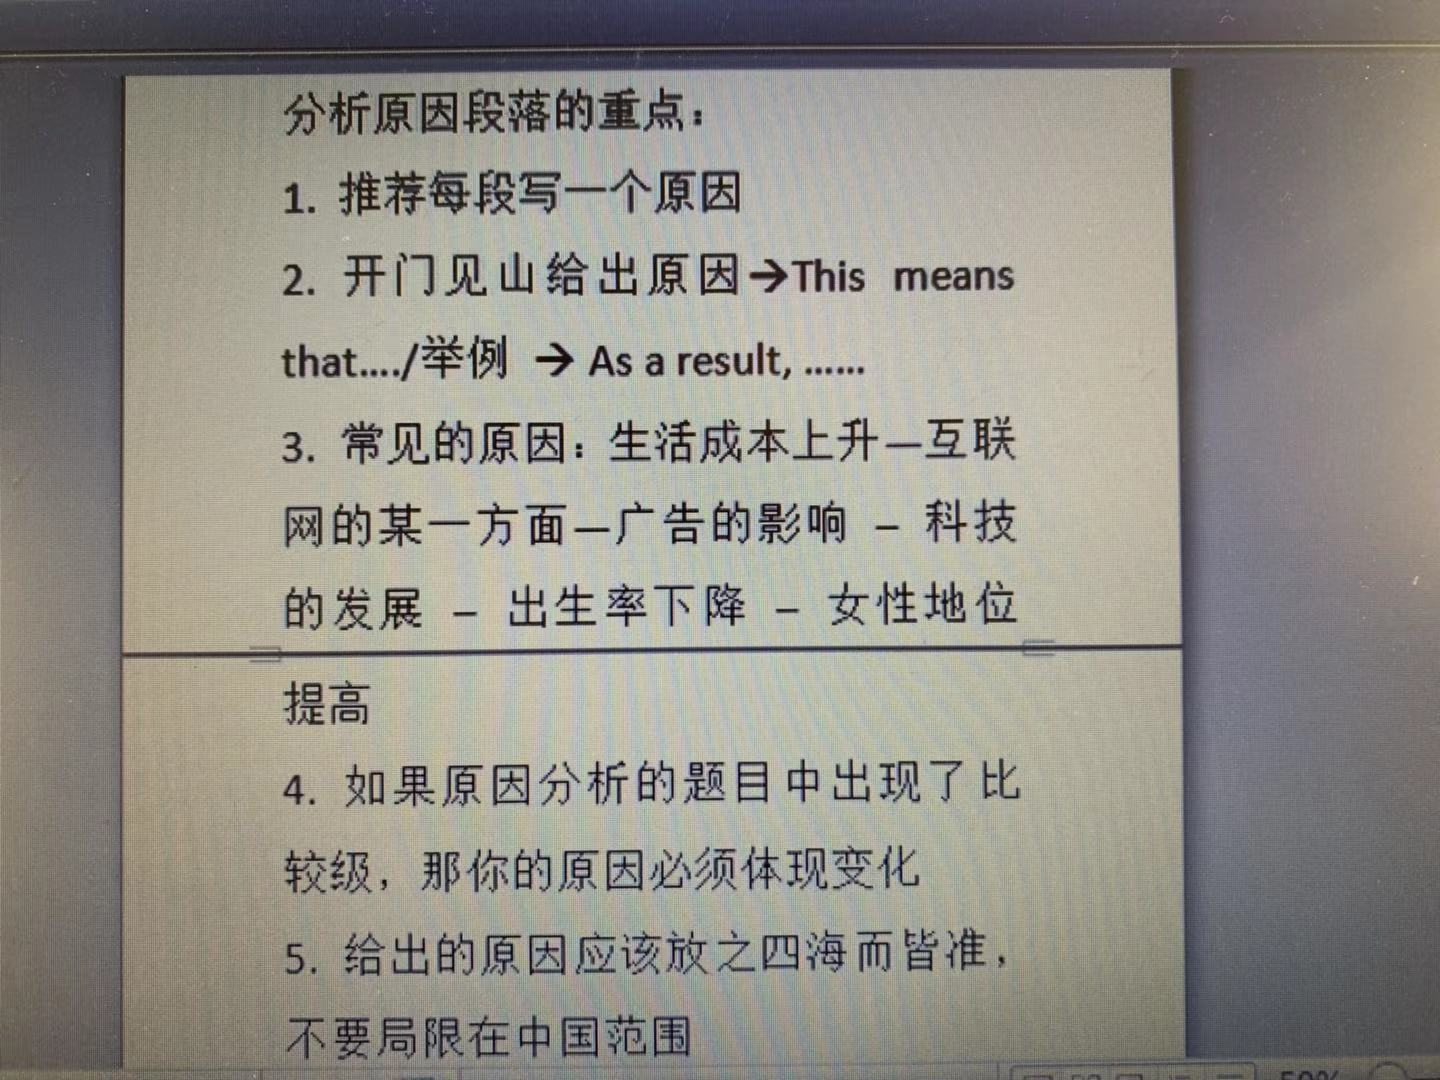 分析原因段落的重点：
1. 推荐每段写一个原因
2. 开门见山给出原因→This means
that…./举例 → As a result, ……
3. 常见的原因：生活成本上升—互联
网的某一方面—广告的影响 – 科技
的发展 – 出生率下降 – 女性地位
提高
4. 如果原因分析的题目中出现了比
较级，那你的原因必须体现变化
5. 给出的原因应该放之四海而皆准，
不要局限在中国范围